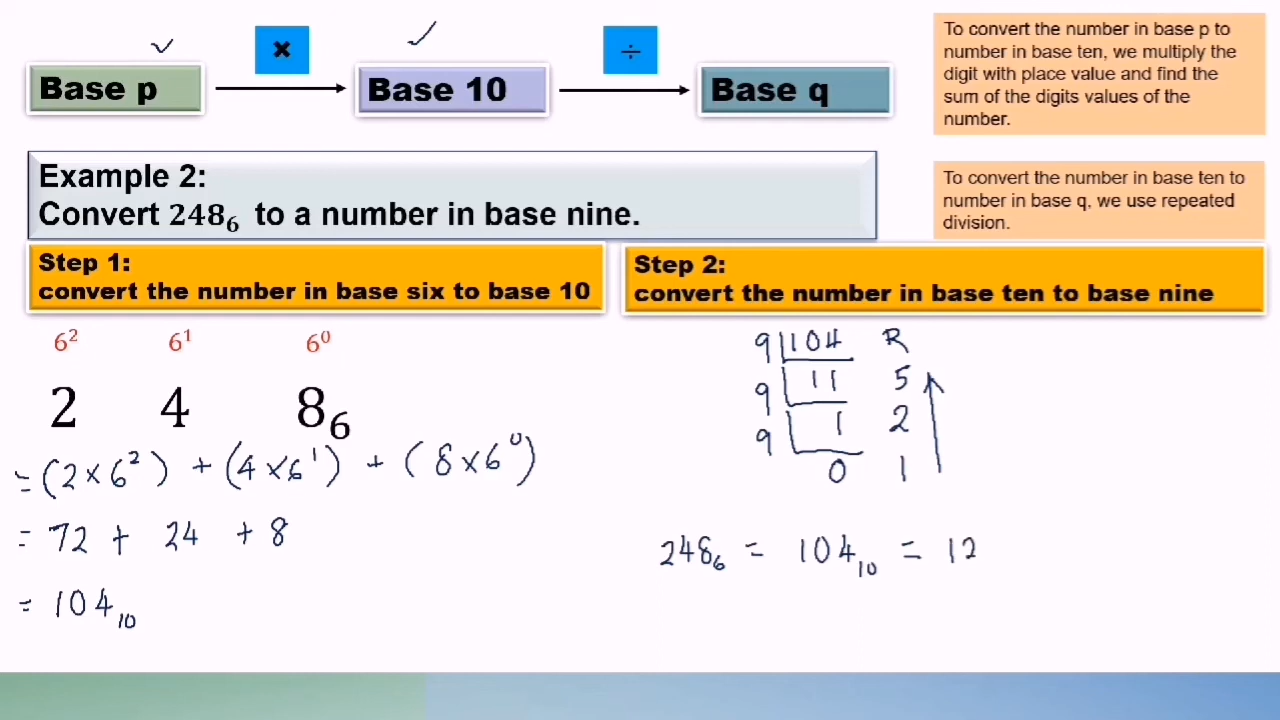 Base p
×
Base 10
÷
Base q
To convert the number in base p to
number in base ten, we multiply the
digit with place value and find the
sum of the digits values of the
number.
Example 2:
Convert 248₆ to a number in base nine.
To convert the number in base ten to
number in base q, we use repeated
division.
Step 1:
convert the number in base six to base 10
6² 6¹ 6⁰
2 4 8₆
= (2 × 6²) + (4 × 6¹) + (8 × 6⁰)
= 72 + 24 + 8
= 104₁₀
Step 2:
convert the number in base ten to base nine
9 104 R
9 11 5
9 1 2
0 1
248₆ = 104₁₀ = 12